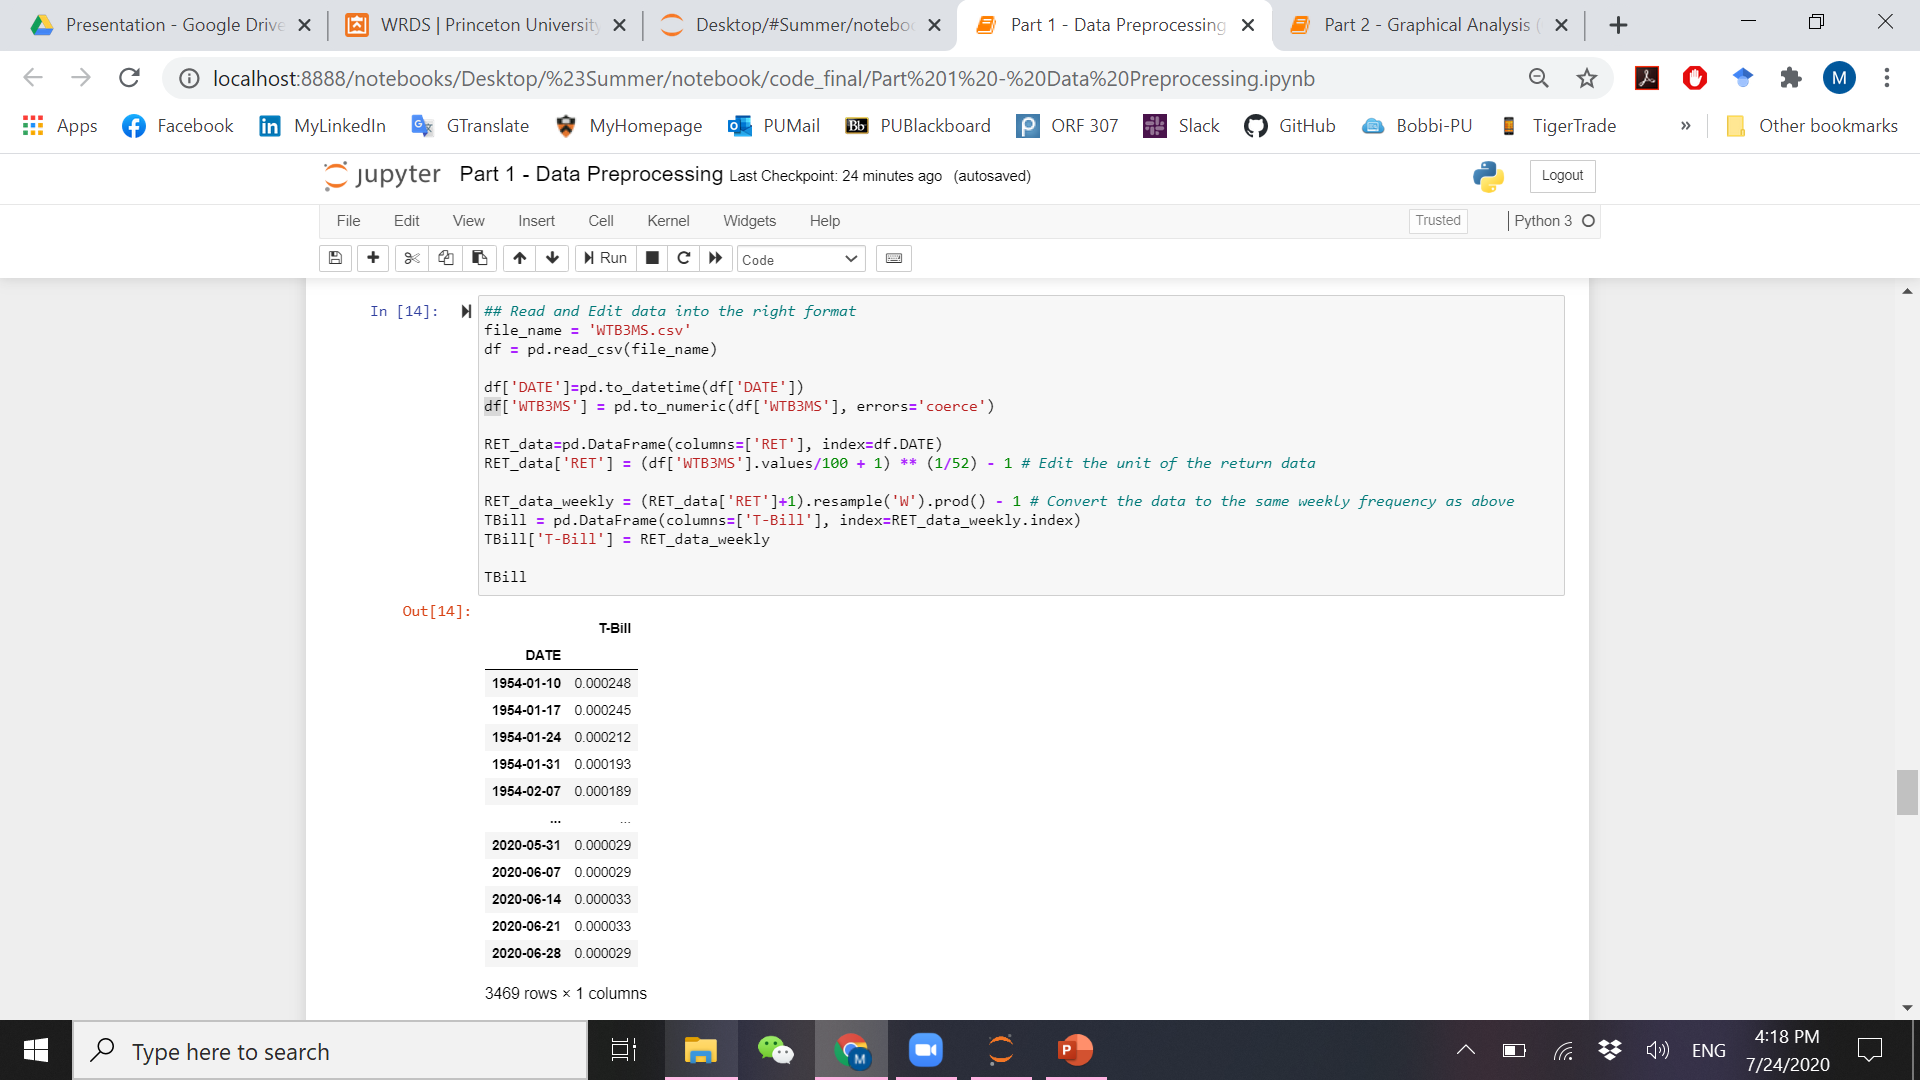 Presentation - Google Drive
WRDS | Princeton University
Desktop/#Summer/notebo
Part 1 - Data Preprocessing
Part 2 - Graphical Analysis (
localhost:8888/notebooks/Desktop/%23Summer/notebook/code_final/Part%201%20-%20Data%20Preprocessing.ipynb
M
Apps
Facebook
MyLinkedIn
GTranslate
MyHomepage
PUMail
Bb PUBlackboard
ORF 307
Slack
GitHub
Bobbi-PU
TigerTrade
»
Other bookmarks
jupyter Part 1 - Data Preprocessing Last Checkpoint: 24 minutes ago (autosaved)
Logout
File Edit View Insert Cell Kernel Widgets Help
Trusted
Python 3
Run
Code
In [14]:
## Read and Edit data into the right format
file_name = 'WTB3MS.csv'
df = pd.read_csv(file_name)
df['DATE']=pd.to_datetime(df['DATE'])
df['WTB3MS'] = pd.to_numeric(df['WTB3MS'], errors='coerce')
RET_data=pd.DataFrame(columns=['RET'], index=df.DATE)
RET_data['RET'] = (df['WTB3MS'].values/100 + 1) ** (1/52) - 1 # Edit the unit of the return data
RET_data_weekly = (RET_data['RET']+1).resample('W').prod() - 1 # Convert the data to the same weekly frequency as above
TBill = pd.DataFrame(columns=['T-Bill'], index=RET_data_weekly.index)
TBill['T-Bill'] = RET_data_weekly
TBill
Out[14]:
T-Bill
DATE
1954-01-10 0.000248
1954-01-17 0.000245
1954-01-24 0.000212
1954-01-31 0.000193
1954-02-07 0.000189
... ...
2020-05-31 0.000029
2020-06-07 0.000029
2020-06-14 0.000033
2020-06-21 0.000033
2020-06-28 0.000029
3469 rows × 1 columns
Type here to search
M
P
ENG
4:18 PM
7/24/2020